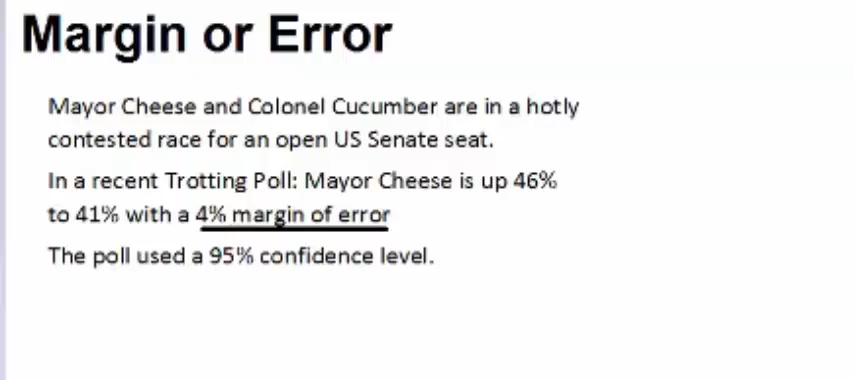 Margin or Error
Mayor Cheese and Colonel Cucumber are in a hotly
contested race for an open US Senate seat.
In a recent Trotting Poll: Mayor Cheese is up 46%
to 41% with a 4% margin of error
The poll used a 95% confidence level.